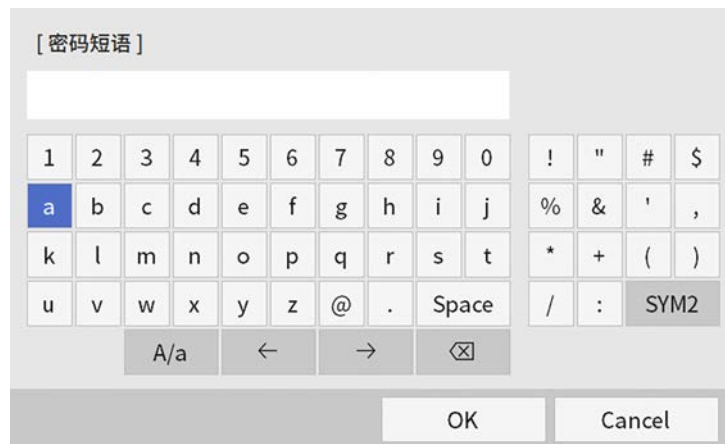 [ 密码短语 ]
1 2 3 4 5 6 7 8 9 0 ! " # $
a b c d e f g h i j % & ' ,
k l m n o p q r s t * + ( )
u v w x y z @ . Space / : SYM2
A/a ← → ⌫
OK Cancel